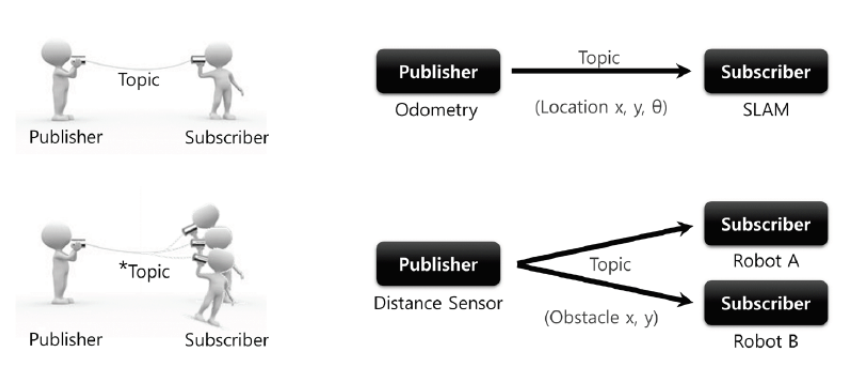 Topic
Publisher
Subscriber
Publisher
Odometry
Topic
(Location x, y, θ)
Subscriber
SLAM
*Topic
Publisher
Subscriber
Publisher
Distance Sensor
Topic
(Obstacle x, y)
Subscriber
Robot A
Subscriber
Robot B